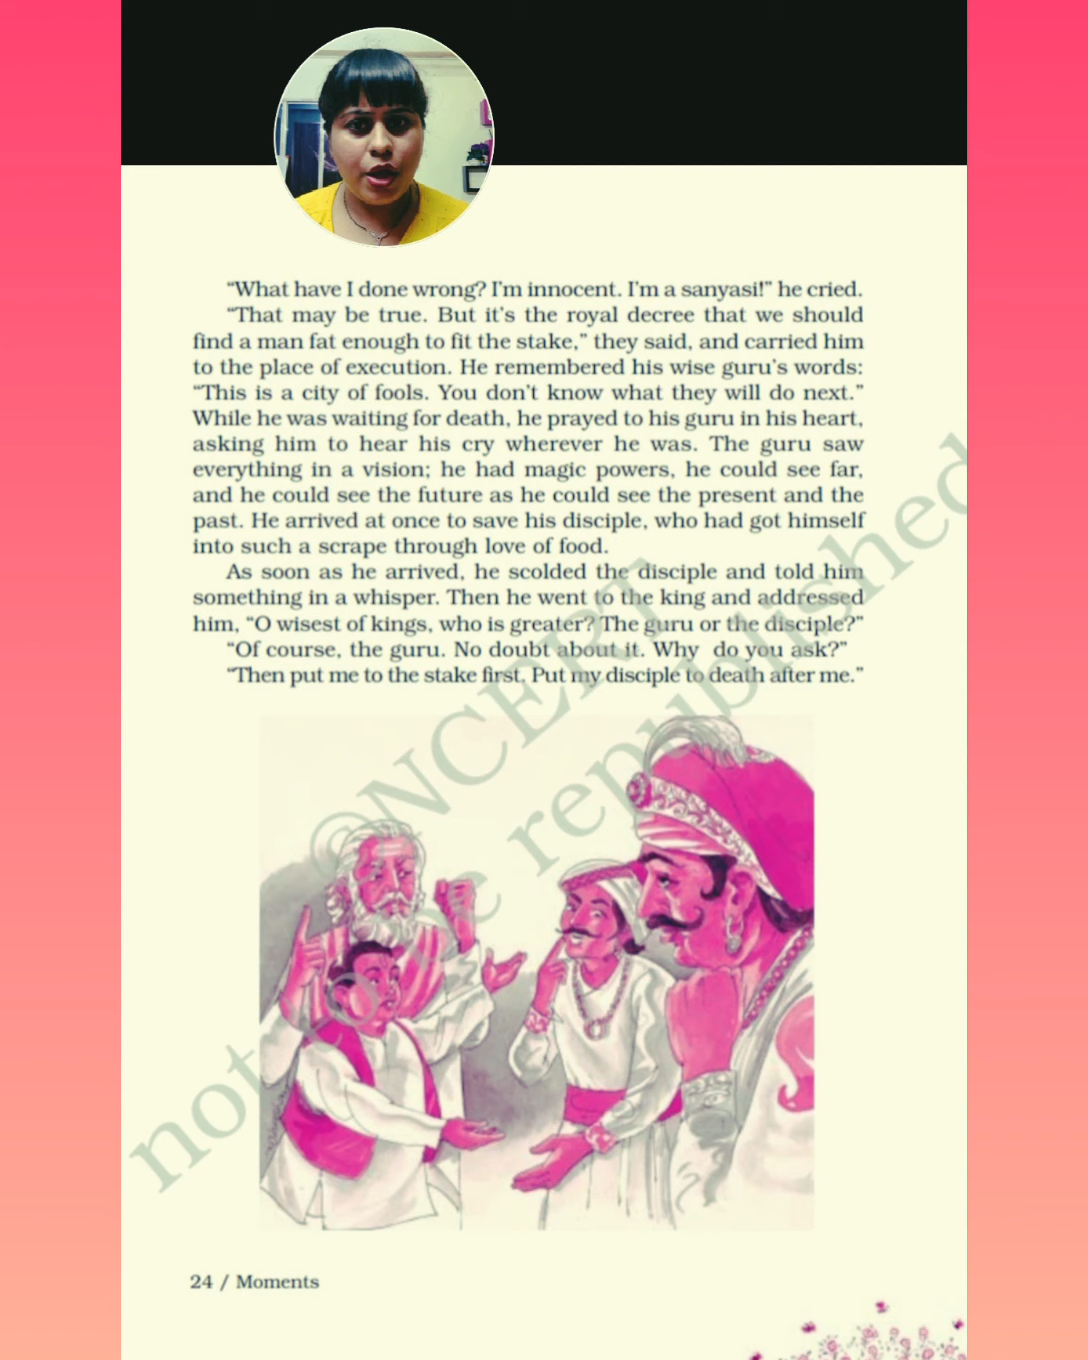 “What have I done wrong? I'm innocent. I'm a sanyasi!” he cried.
“That may be true. But it's the royal decree that we should
find a man fat enough to fit the stake,” they said, and carried him
to the place of execution. He remembered his wise guru's words:
“This is a city of fools. You don't know what they will do next.”
While he was waiting for death, he prayed to his guru in his heart,
asking him to hear his cry wherever he was. The guru saw
everything in a vision; he had magic powers, he could see far,
and he could see the future as he could see the present and the
past. He arrived at once to save his disciple, who had got himself
into such a scrape through love of food.
As soon as he arrived, he scolded the disciple and told him
something in a whisper. Then he went to the king and addressed
him, “O wisest of kings, who is greater? The guru or the disciple?”
“Of course, the guru. No doubt about it. Why do you ask?”
“Then put me to the stake first. Put my disciple to death after me.”
©NCERT
not be republished
24 / Moments